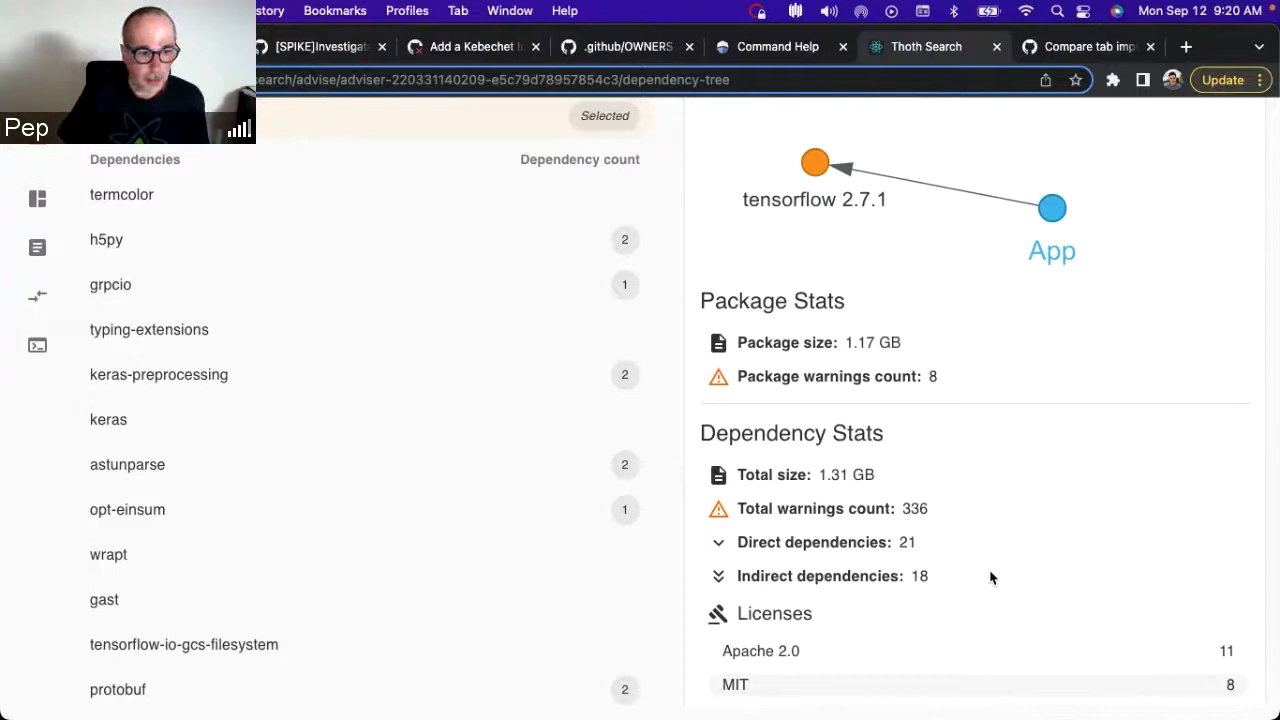 story Bookmarks Profiles Tab Window Help Mon Sep 12 9:20 AM
[SPIKE]Investigat Add a Kebechet I .github/OWNERS Command Help Thoth Search Compare tab imp
search/advise/adviser-220331140209-e5c79d78957854c3/dependency-tree Update
Pep
Selected
Dependencies Dependency count
termcolor
h5py 2
grpcio 1
typing-extensions
keras-preprocessing 2
keras
astunparse 2
opt-einsum 1
wrapt
gast
tensorflow-io-gcs-filesystem
protobuf 2
tensorflow 2.7.1
App
Package Stats
Package size: 1.17 GB
Package warnings count: 8
Dependency Stats
Total size: 1.31 GB
Total warnings count: 336
Direct dependencies: 21
Indirect dependencies: 18
Licenses
Apache 2.0 11
MIT 8